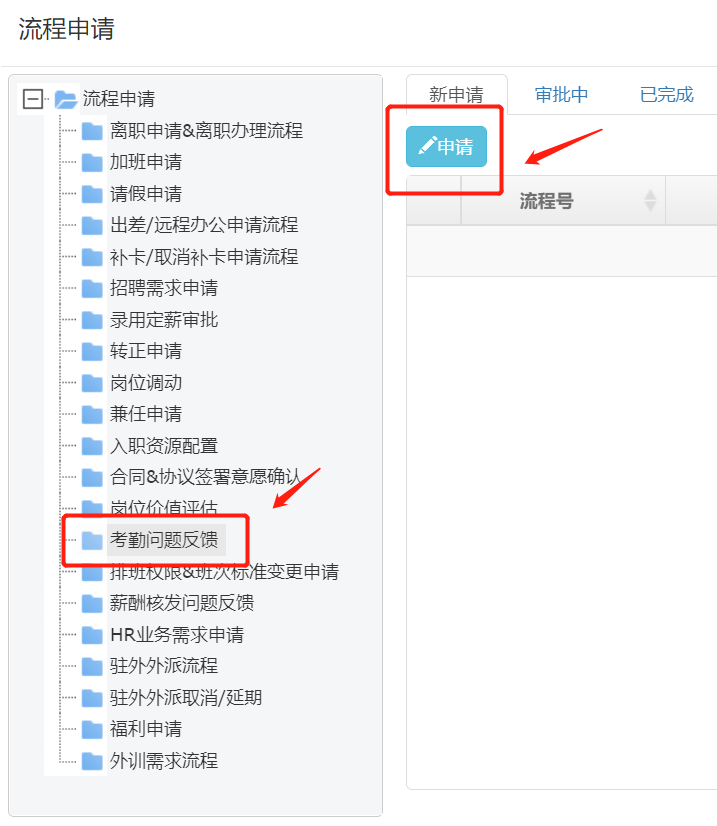 流程申请
流程申请
离职申请&离职办理流程
加班申请
请假申请
出差/远程办公申请流程
补卡/取消补卡申请流程
招聘需求申请
录用定薪审批
转正申请
岗位调动
兼任申请
入职资源配置
合同&协议签署意愿确认
岗位价值评估
考勤问题反馈
排班权限&班次标准变更申请
薪酬核发问题反馈
HR业务需求申请
驻外外派流程
驻外外派取消/延期
福利申请
外训需求流程
新申请 审批中 已完成
申请
流程号